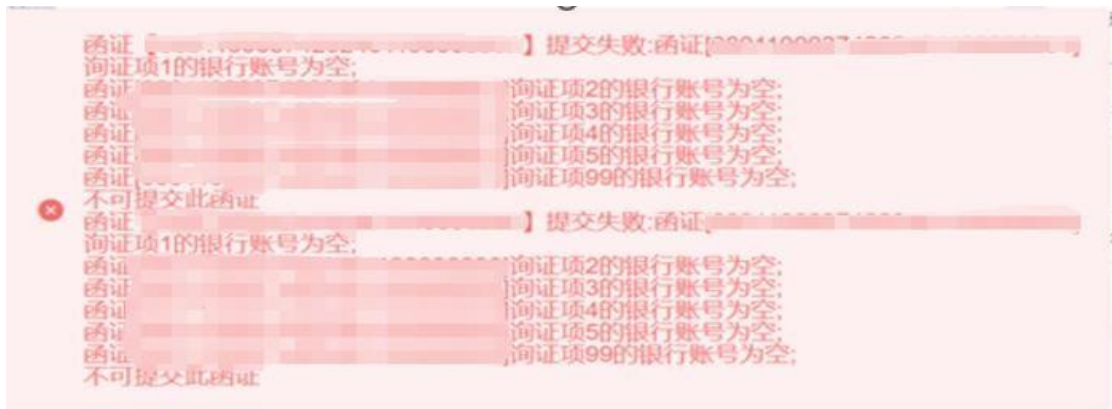 函证【 】提交失败:函证[
询证项1的银行账号为空;
函证 询证项2的银行账号为空;
函证 询证项3的银行账号为空;
函证 询证项4的银行账号为空;
函证 ]询证项5的银行账号为空;
函证[ ]询证项99的银行账号为空;
不可提交此函证
函证 】提交失败:函证[
询证项1的银行账号为空;
函证 ]询证项2的银行账号为空;
函证 询证项3的银行账号为空;
函证 询证项4的银行账号为空;
函证 询证项5的银行账号为空;
函证 询证项99的银行账号为空;
不可提交此函证